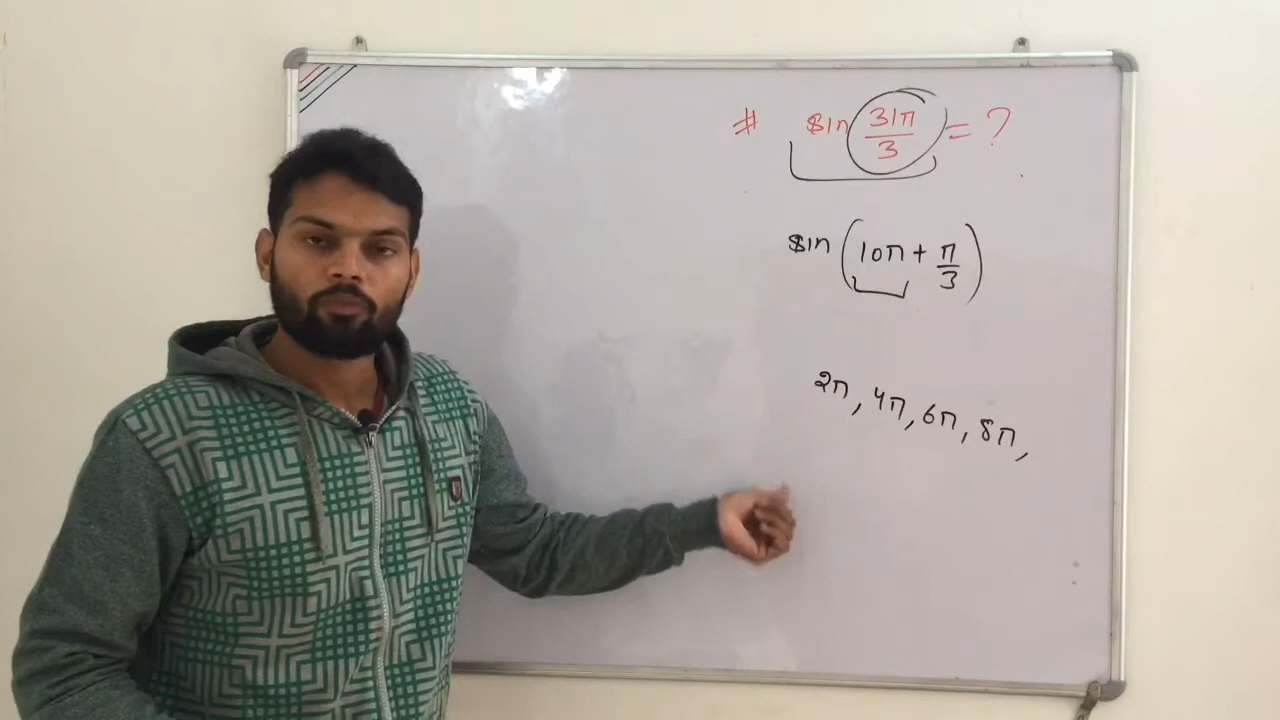 # sin 31π/3 = ?
sin (10π + π/3)
2π, 4π, 6π, 8π,